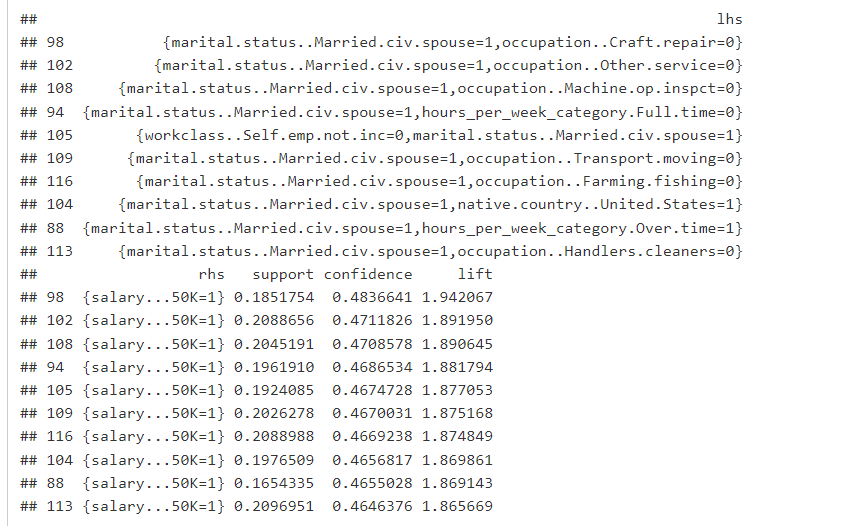 ## lhs
## 98 {marital.status..Married.civ.spouse=1,occupation..Craft.repair=0}
## 102 {marital.status..Married.civ.spouse=1,occupation..Other.service=0}
## 108 {marital.status..Married.civ.spouse=1,occupation..Machine.op.inspct=0}
## 94 {marital.status..Married.civ.spouse=1,hours_per_week_category.Full.time=0}
## 105 {workclass..Self.emp.not.inc=0,marital.status..Married.civ.spouse=1}
## 109 {marital.status..Married.civ.spouse=1,occupation..Transport.moving=0}
## 116 {marital.status..Married.civ.spouse=1,occupation..Farming.fishing=0}
## 104 {marital.status..Married.civ.spouse=1,native.country..United.States=1}
## 88 {marital.status..Married.civ.spouse=1,hours_per_week_category.Over.time=1}
## 113 {marital.status..Married.civ.spouse=1,occupation..Handlers.cleaners=0}
## rhs support confidence lift
## 98 {salary...50K=1} 0.1851754 0.4836641 1.942067
## 102 {salary...50K=1} 0.2088656 0.4711826 1.891950
## 108 {salary...50K=1} 0.2045191 0.4708578 1.890645
## 94 {salary...50K=1} 0.1961910 0.4686534 1.881794
## 105 {salary...50K=1} 0.1924085 0.4674728 1.877053
## 109 {salary...50K=1} 0.2026278 0.4670031 1.875168
## 116 {salary...50K=1} 0.2088988 0.4669238 1.874849
## 104 {salary...50K=1} 0.1976509 0.4656817 1.869861
## 88 {salary...50K=1} 0.1654335 0.4655028 1.869143
## 113 {salary...50K=1} 0.2096951 0.4646376 1.865669